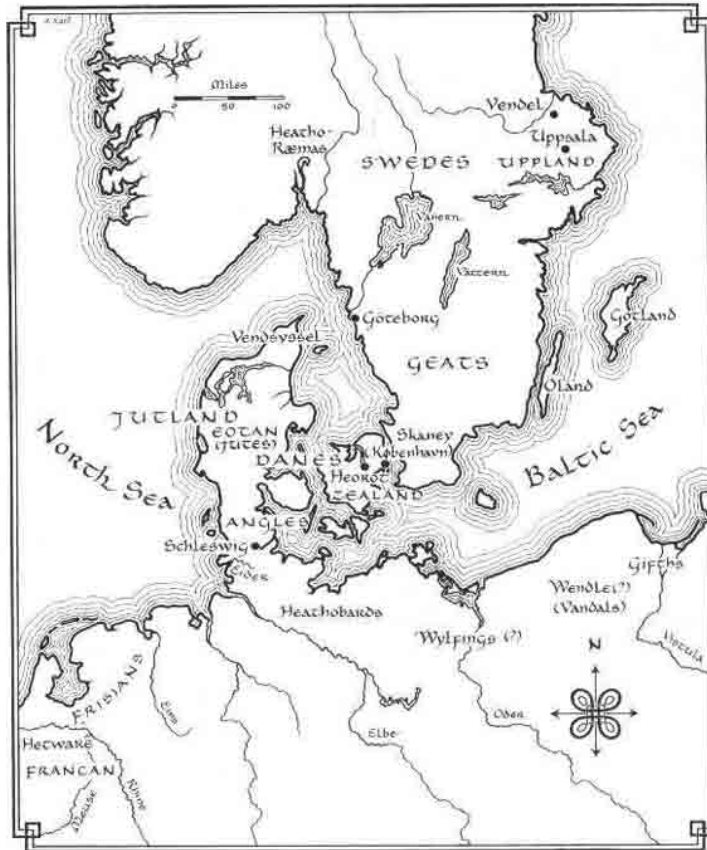 Miles
0 50 100
Vendel
Heatho-
Ræmas
Uppsala
SWEDES
UPPLAND
Vänern
Vättern
Göteborg
Gotland
Vendsyssel
GEATS
Öland
JUTLAND
EOTAN
(JUTES)
Skaney
North Sea
DANES
(København)
Baltic Sea
Heorot
ZEALAND
ANGLES
Schleswig
Eider
Gifths
Heathobards
Wendle(?)
(Vandals)
Wylfings (?)
Vistula
N
FRISIANS
Ems
Oder
Elbe
Hetware
FRANCAN
Rhine
Meuse